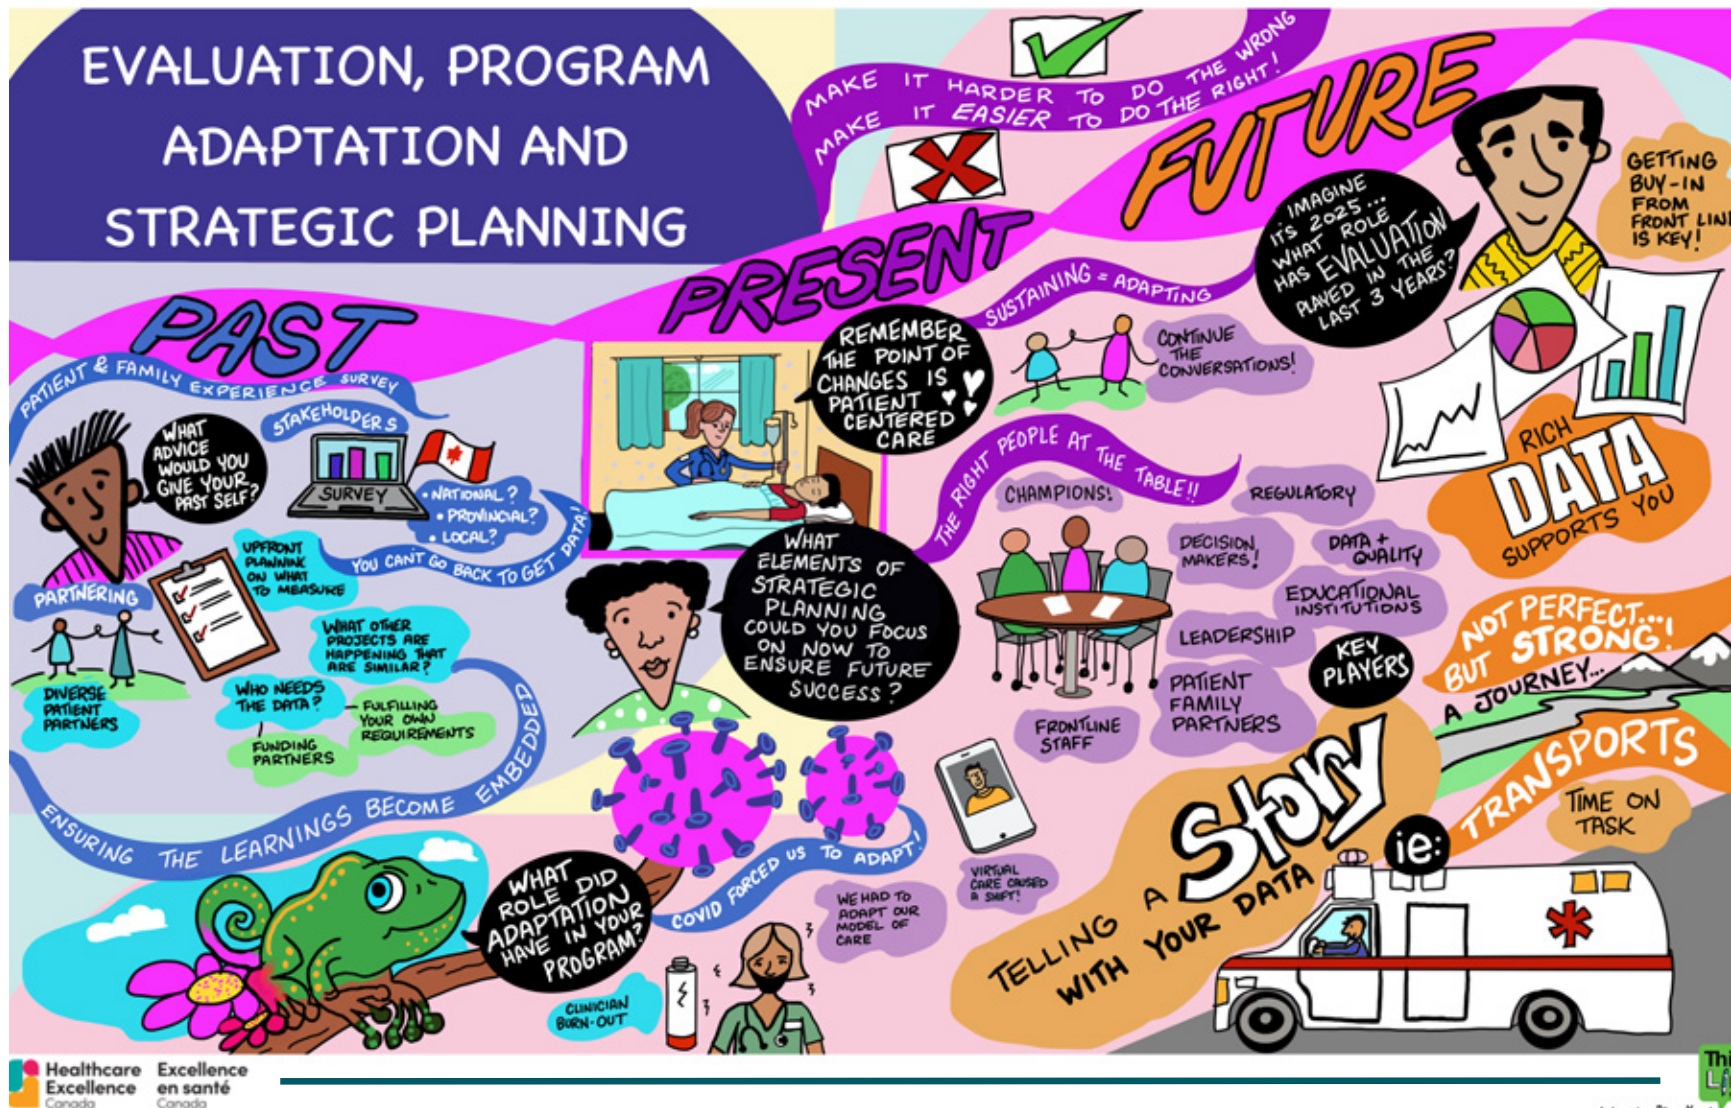 EVALUATION, PROGRAM
ADAPTATION AND
STRATEGIC PLANNING
MAKE IT HARDER TO DO THE WRONG
MAKE IT EASIER TO DO THE RIGHT!
PAST
PATIENT & FAMILY EXPERIENCE SURVEY
WHAT
ADVICE
WOULD YOU
GIVE YOUR
PAST SELF?
STAKEHOLDERS
SURVEY
• NATIONAL?
• PROVINCIAL?
• LOCAL?
YOU CAN'T GO BACK TO GET DATA!
UPFRONT
PLANNING
ON WHAT
TO MEASURE
PARTNERING
DIVERSE
PATIENT
PARTNERS
WHAT OTHER
PROJECTS ARE
HAPPENING THAT
ARE SIMILAR?
WHO NEEDS
THE DATA?
FULFILLING
YOUR OWN
REQUIREMENTS
FUNDING
PARTNERS
ENSURING THE LEARNINGS BECOME EMBEDDED
PRESENT
REMEMBER
THE POINT OF
CHANGES IS
PATIENT
CENTERED
CARE
!
WHAT
ELEMENTS OF
STRATEGIC
PLANNING
COULD YOU FOCUS
ON NOW TO
ENSURE FUTURE
SUCCESS?
WHAT
ROLE DID
ADAPTATION
HAVE IN YOUR
PROGRAM?
COVID FORCED US TO ADAPT!
CLINICIAN
BURN-OUT
WE HAD TO
ADAPT OUR
MODEL OF
CARE
VIRTUAL
CARE CAUSED
A SHIFT!
FUTURE
SUSTAINING = ADAPTING
CONTINUE
THE
CONVERSATIONS!
IMAGINE
IT'S 2025...
WHAT ROLE
HAS EVALUATION
PLAYED IN THE
LAST 3 YEARS?
GETTING
BUY-IN
FROM
FRONT LIN
IS KEY!
THE RIGHT PEOPLE AT THE TABLE!!
CHAMPIONS!
REGULATORY
DECISION
MAKERS!
DATA +
QUALITY
EDUCATIONAL
INSTITUTIONS
LEADERSHIP
KEY
PLAYERS
PATIENT
FAMILY
PARTNERS
FRONTLINE
STAFF
RICH
DATA
SUPPORTS YOU
NOT PERFECT...
BUT STRONG!
A JOURNEY...
TELLING A Story
WITH YOUR DATA
ie:
TRANSPORTS
TIME ON
TASK
Healthcare
Excellence
Canada
Excellence
en santé
Canada